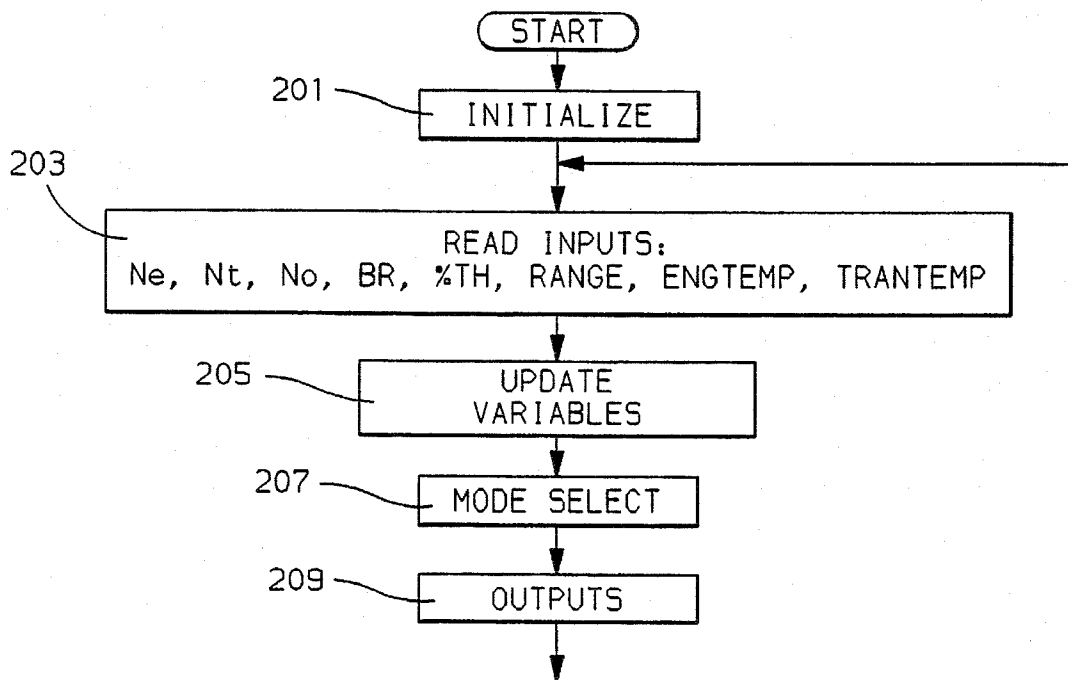 START
201
INITIALIZE
203
READ INPUTS:
Ne, Nt, No, BR, %TH, RANGE, ENGTEMP, TRANTEMP
205
UPDATE
VARIABLES
207
MODE SELECT
209
OUTPUTS